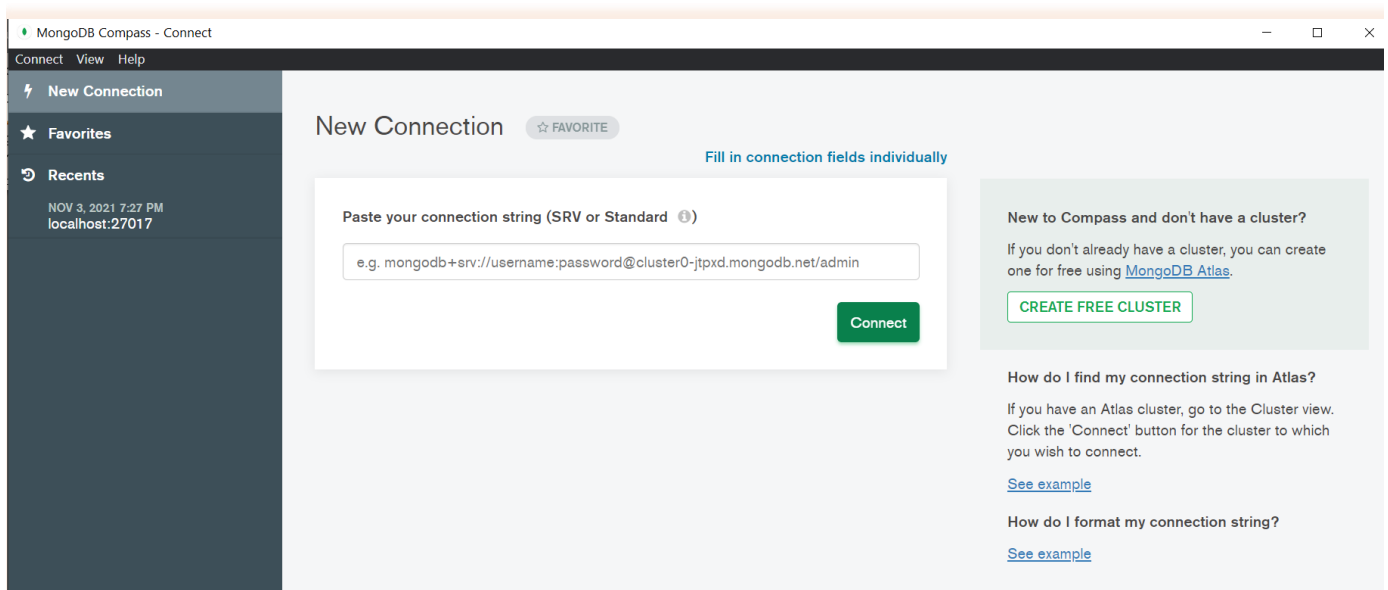 MongoDB Compass - Connect
Connect View Help
New Connection
Favorites
Recents
NOV 3, 2021 7:27 PM
localhost:27017
New Connection
FAVORITE
Fill in connection fields individually
Paste your connection string (SRV or Standard )
e.g. mongodb+srv://username:password@cluster0-jtpxd.mongodb.net/admin
Connect
New to Compass and don't have a cluster?
If you don't already have a cluster, you can create
one for free using MongoDB Atlas.
CREATE FREE CLUSTER
How do I find my connection string in Atlas?
If you have an Atlas cluster, go to the Cluster view.
Click the 'Connect' button for the cluster to which
you wish to connect.
See example
How do I format my connection string?
See example